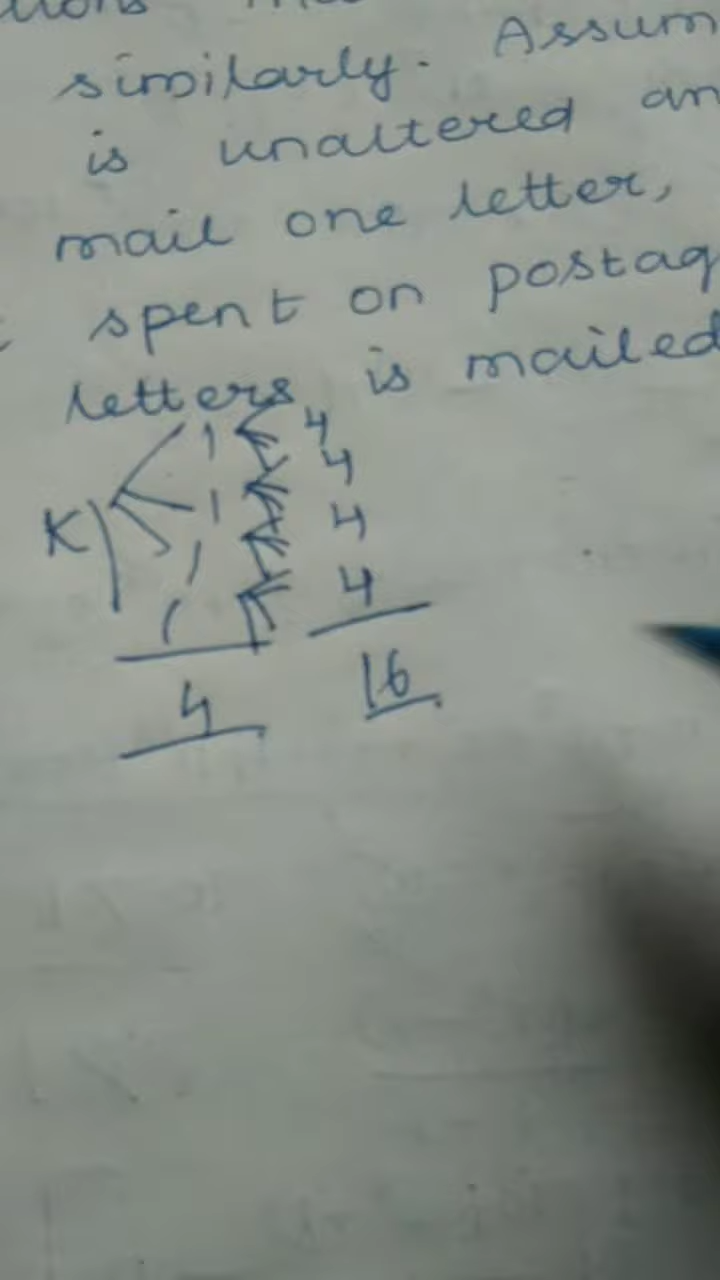 similarly. Assum
is unaltered an
mail one letter,
spent on postag
letters is mailed
1 4
1 4
K 1 4
1 4
4 16